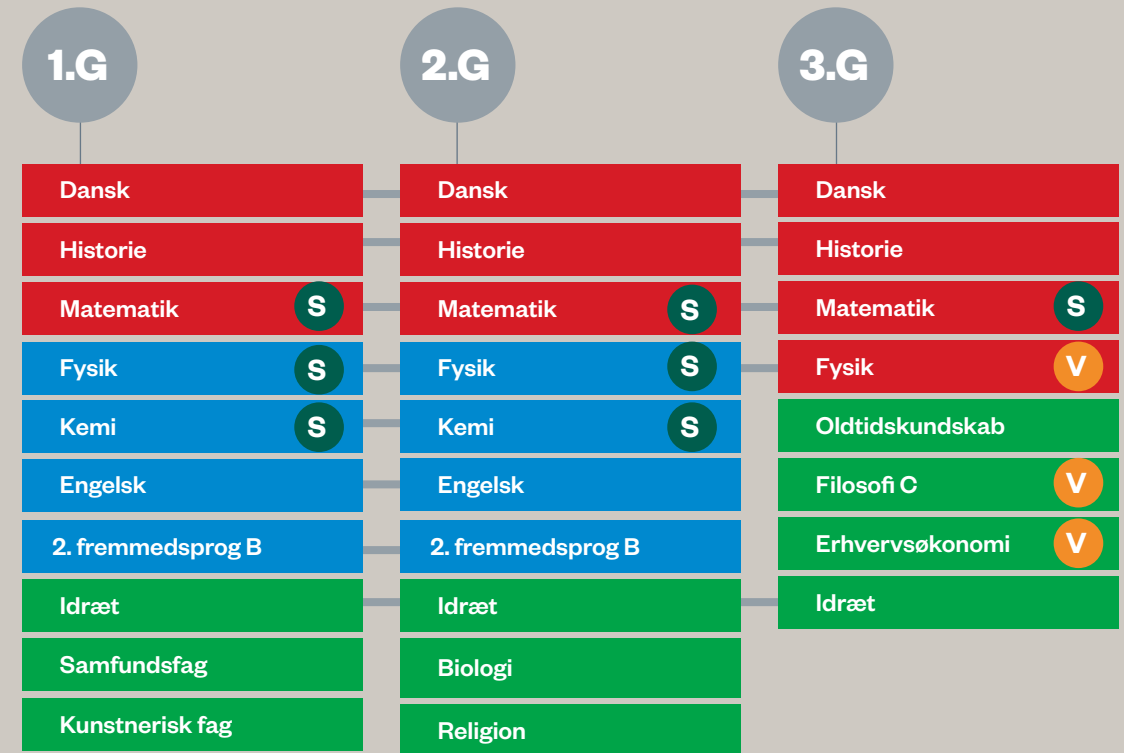 1.G
Dansk
Historie
Matematik S
Fysik S
Kemi S
Engelsk
2. fremmedsprog B
Idræt
Samfundsfag
Kunstnerisk fag
2.G
Dansk
Historie
Matematik S
Fysik S
Kemi S
Engelsk
2. fremmedsprog B
Idræt
Biologi
Religion
3.G
Dansk
Historie
Matematik S
Fysik V
Oldtidskundskab
Filosofi C V
Erhvervsøkonomi V
Idræt